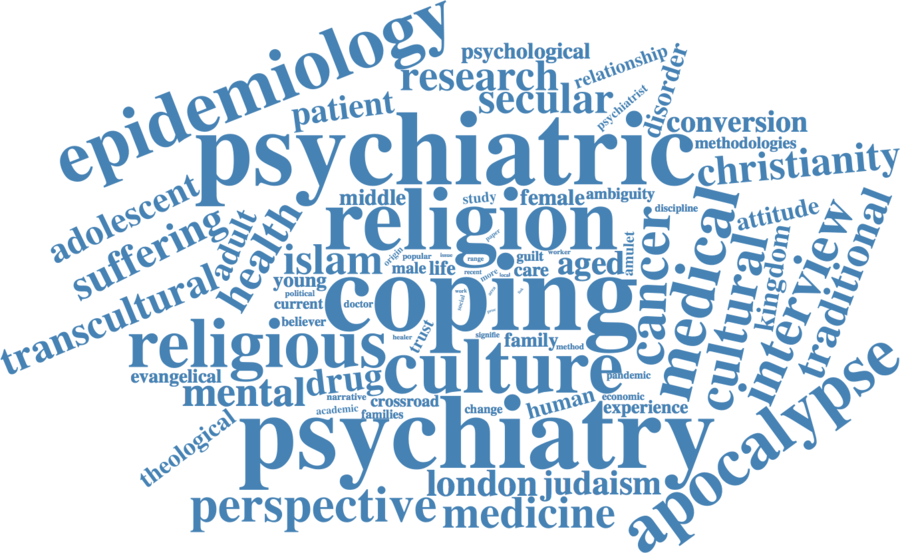 epidemiology
psychological
relationship
research
disorder
patient
secular
psychiatrist
psychiatric
conversion
methodologies
christianity
adolescent
middle
study
female
ambiguity
discipline
suffering
adult
health
religion
paper
medical
attitude
interview
traditional
transcultural
islam
origin
popular
range
guilt
worker
amulet
cancer
cultural
kingdom
young
male
life
recent
more
local
care
aged
political
current
doctor
coping
work
social
believer
trust
healer
signifie
family
method
religious
culture
evangelical
mental
drug
pandemic
narrative
crossroad
academic
families
change
human
economic
experience
apocalypse
theological
psychiatry
london
judaism
perspective
medicine